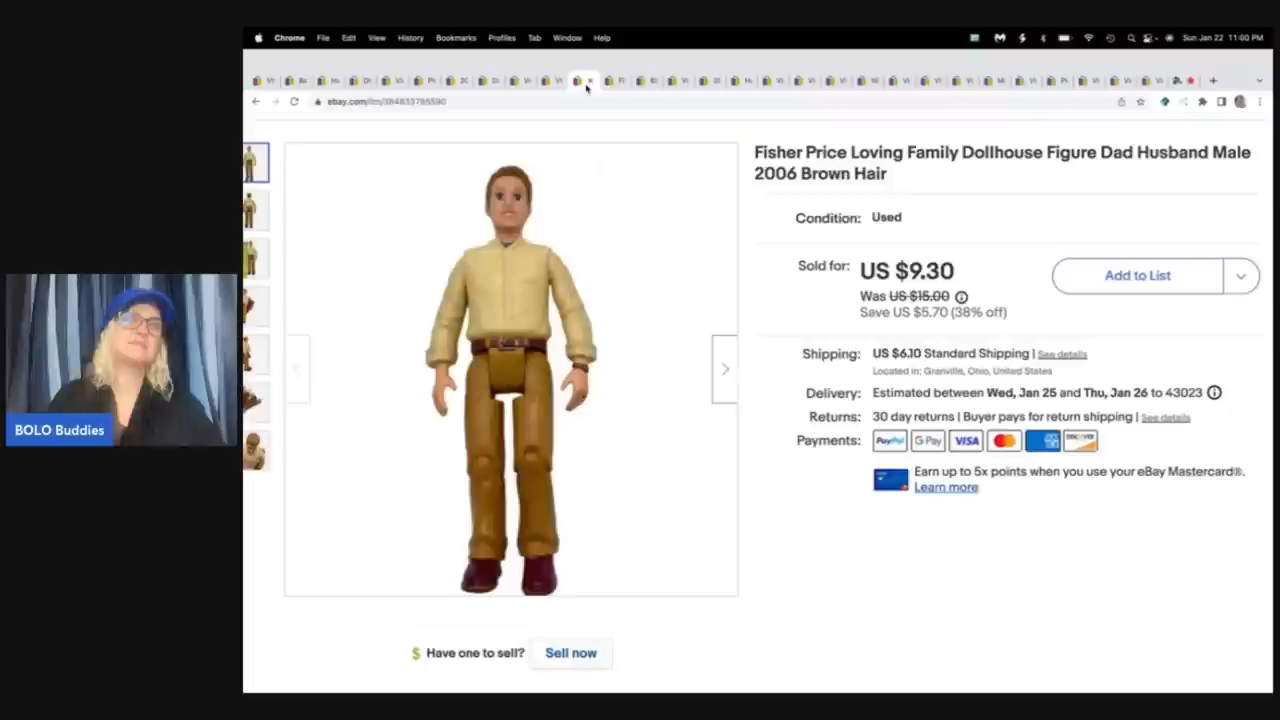 Chrome File Edit View History Bookmarks Profiles Tab Window Help
Sun Jan 22 11:00 PM
Fisher Price Loving Family Dollhouse Figure Dad Husband Male
2006 Brown Hair
Condition: Used
Sold for: US $9.30
Add to List
Was US $15.00
Save US $5.70 (38% off)
Shipping: US $6.10 Standard Shipping | See details
Located in: Granville, Ohio, United States
Delivery: Estimated between Wed, Jan 25 and Thu, Jan 26 to 43023
Returns: 30 day returns | Buyer pays for return shipping | See details
Payments: PayPal G Pay VISA DISCOVER
Earn up to 5x points when you use your eBay Mastercard®.
Learn more
BOLO Buddies
$ Have one to sell? Sell now